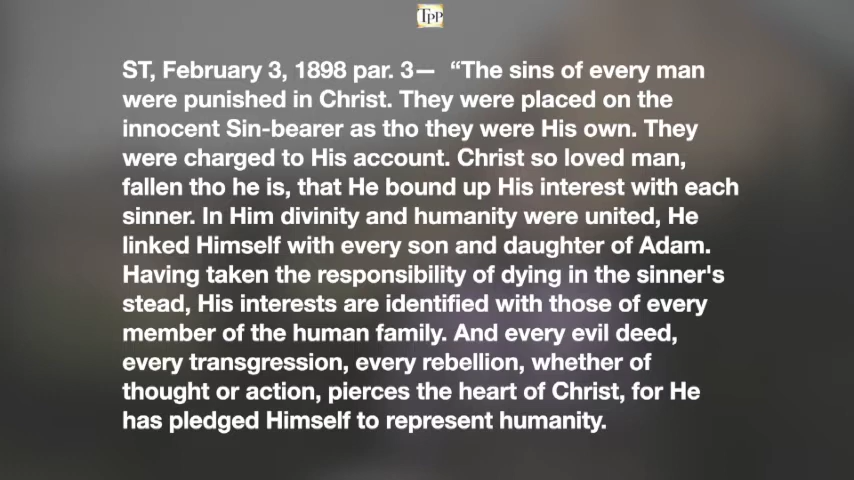 TPP
ST, February 3, 1898 par. 3— “The sins of every man
were punished in Christ. They were placed on the
innocent Sin-bearer as tho they were His own. They
were charged to His account. Christ so loved man,
fallen tho he is, that He bound up His interest with each
sinner. In Him divinity and humanity were united, He
linked Himself with every son and daughter of Adam.
Having taken the responsibility of dying in the sinner's
stead, His interests are identified with those of every
member of the human family. And every evil deed,
every transgression, every rebellion, whether of
thought or action, pierces the heart of Christ, for He
has pledged Himself to represent humanity.